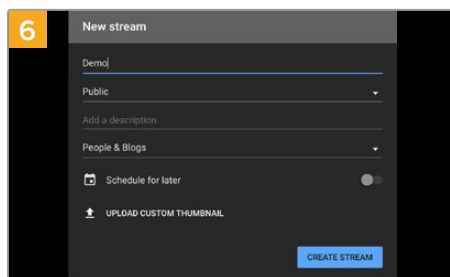 6
New stream
Demo
Public
Add a description
People & Blogs
Schedule for later
UPLOAD CUSTOM THUMBNAIL
CREATE STREAM